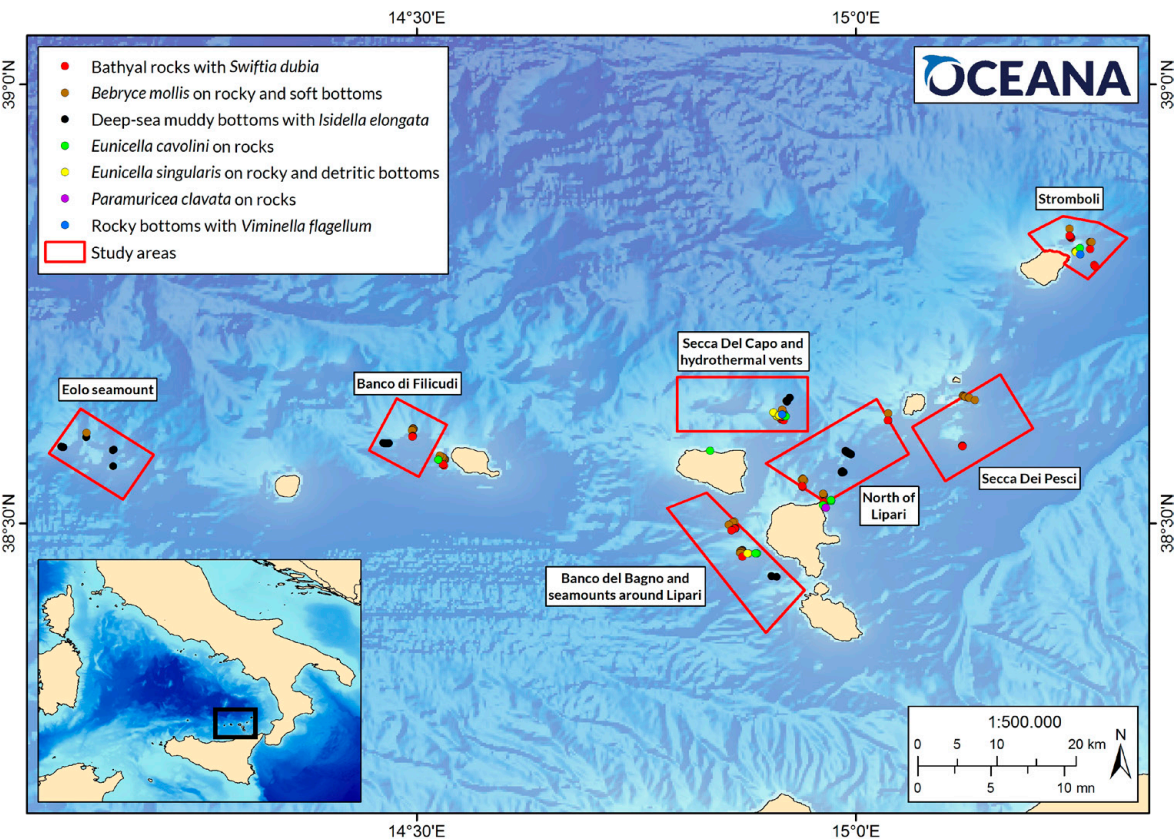 14°30'E
15°0'E
39°0'N
39°0'N
Bathyal rocks with Swiftia dubia
Bebryce mollis on rocky and soft bottoms
Deep-sea muddy bottoms with Isidella elongata
Eunicella cavolini on rocks
Eunicella singularis on rocky and detritic bottoms
Paramuricea clavata on rocks
Rocky bottoms with Viminella flagellum
Study areas
OCEANA
Stromboli
Secca Del Capo and
hydrothermal vents
Eolo seamount
Banco di Filicudi
Secca Dei Pesci
North of
Lipari
38°30'N
38°30'N
Banco del Bagno and
seamounts around Lipari
1:500.000
0 5 10 20 km
0 5 10 mn
N
14°30'E
15°0'E